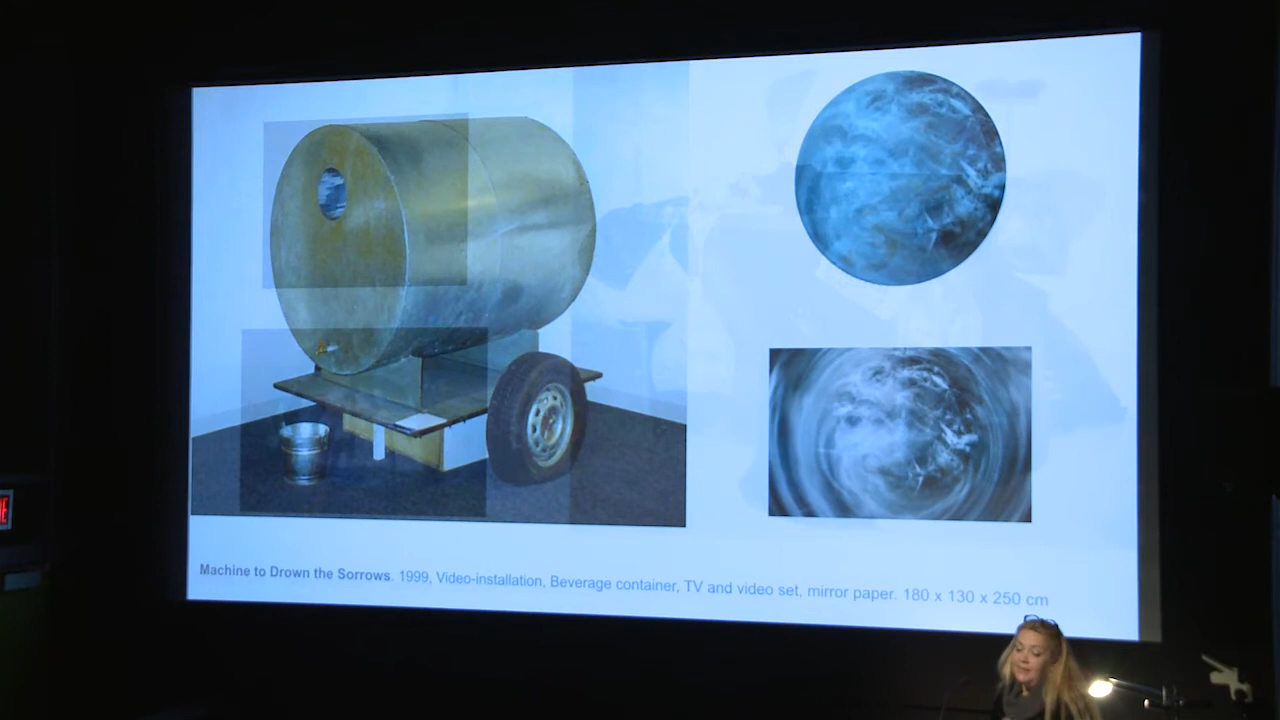 Machine to Drown the Sorrows. 1999, Video-installation, Beverage container, TV and video set, mirror paper. 180 x 130 x 250 cm